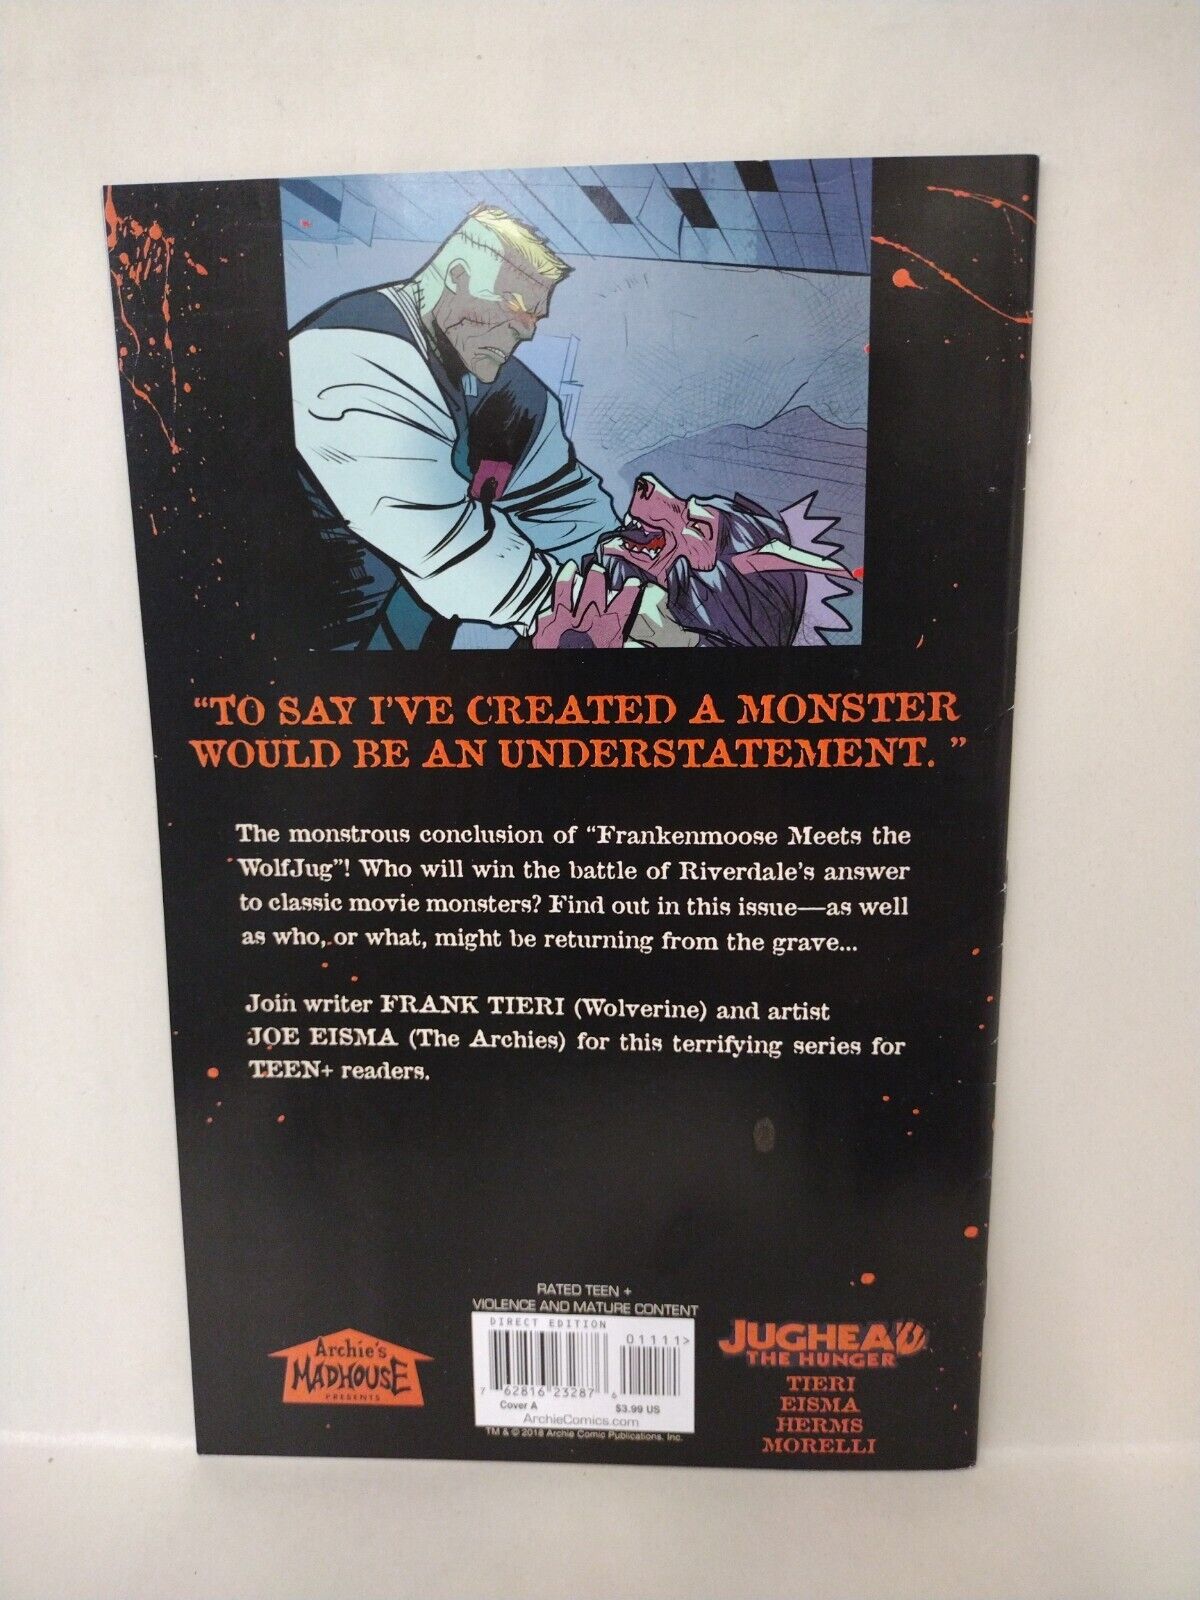 “TO SAY I'VE CREATED A MONSTER
WOULD BE AN UNDERSTATEMENT. ”
The monstrous conclusion of “Frankenmoose Meets the
WolfJug”! Who will win the battle of Riverdale's answer
to classic movie monsters? Find out in this issue—as well
as who, or what, might be returning from the grave...
Join writer FRANK TIERI (Wolverine) and artist
JOE EISMA (The Archies) for this terrifying series for
TEEN+ readers.
RATED TEEN +
VIOLENCE AND MATURE CONTENT
DIRECT EDITION
01111>
7 62816 23287 6
Cover A $3.99 US
ArchieComics.com
TM & © 2018 Archie Comic Publications, Inc.
Archie's
MADHOUSE
PRESENTS
JUGHEAD
THE HUNGER
TIERI
EISMA
HERMS
MORELLI